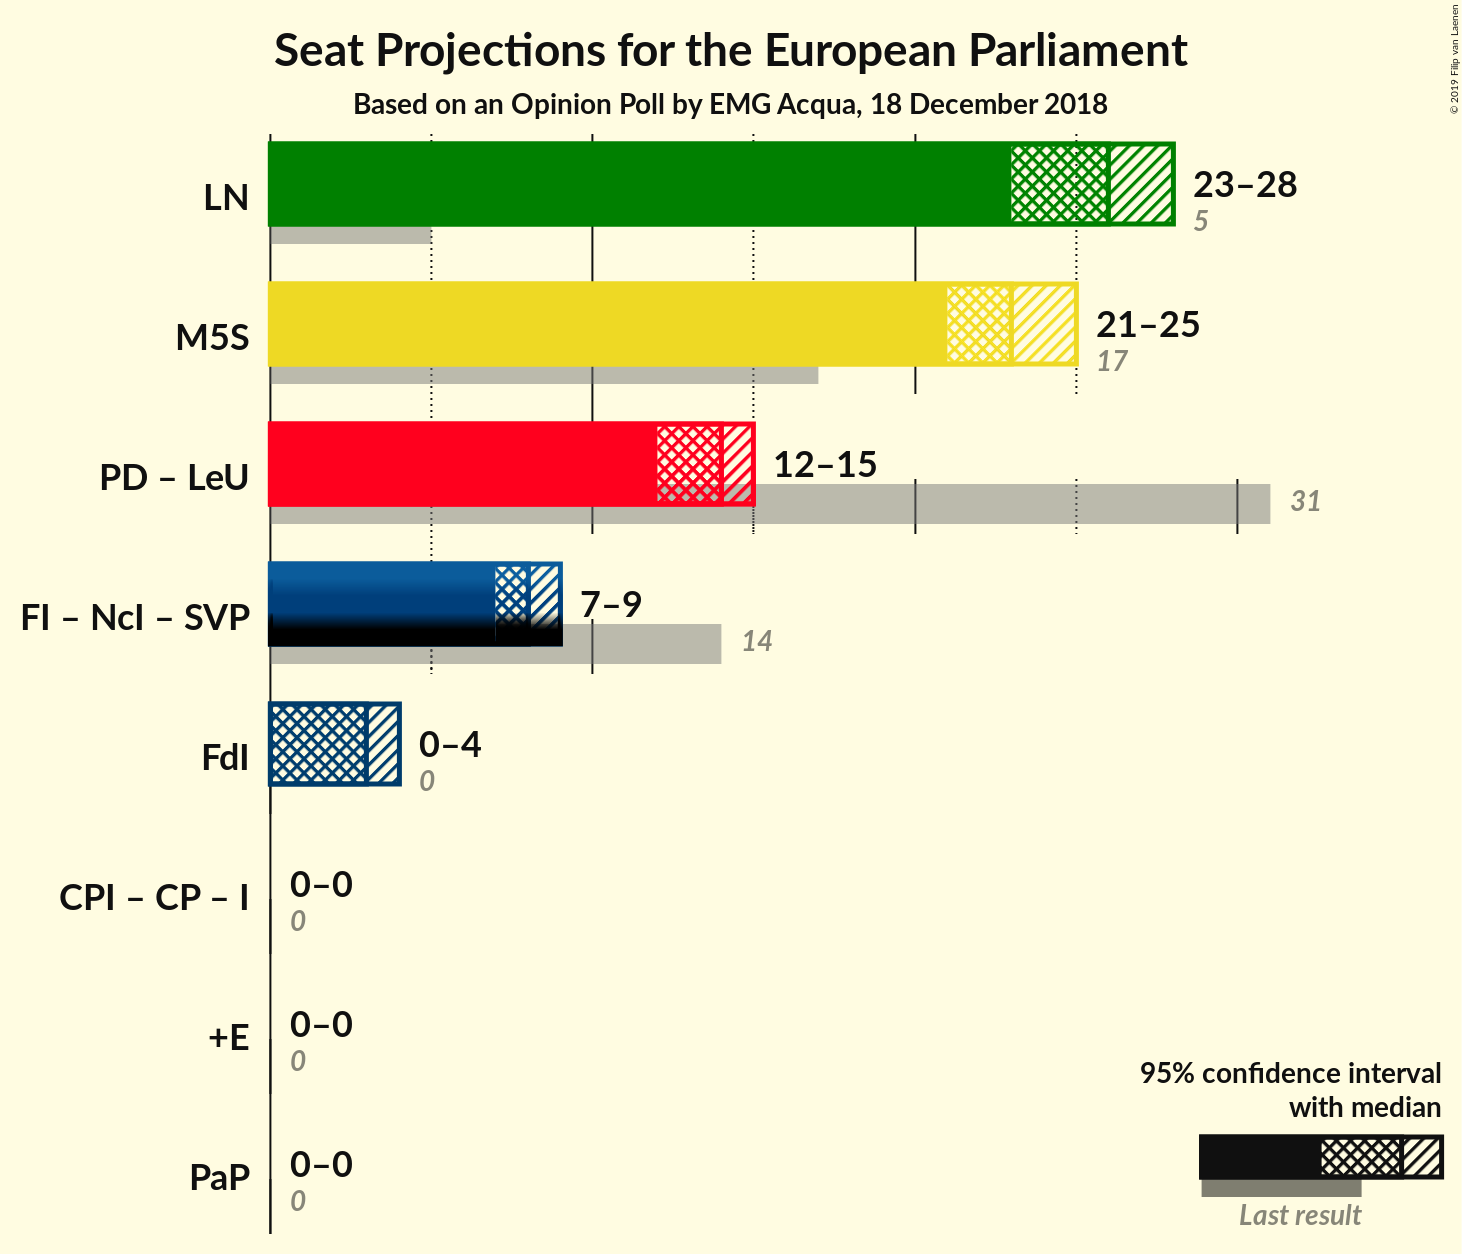 Seat Projections for the European Parliament
Based on an Opinion Poll by EMG Acqua, 18 December 2018
© 2019 Filip van Laenen
LN
23–28
5
M5S
21–25
17
PD – LeU
12–15
31
FI – NcI – SVP
7–9
14
FdI
0–4
0
CPI – CP – I
0–0
0
+E
0–0
0
PaP
0–0
0
95% confidence interval
with median
Last result